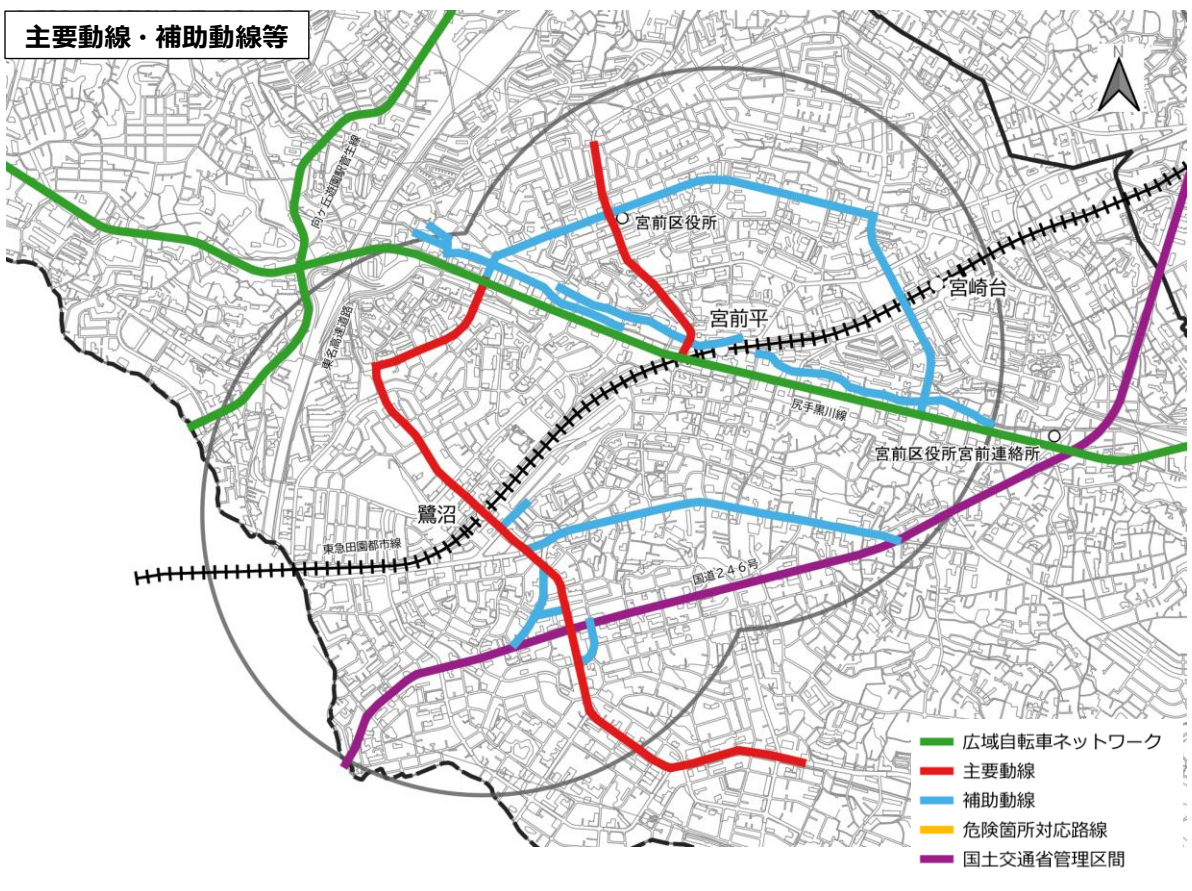 主要動線・補助動線等
N
向ヶ丘遊園駅菅生線
宮前区役所
宮崎台
宮前平
東名高速道路
尻手黒川線
宮前区役所宮前連絡所
鷺沼
東急田園都市線
国道246号
広域自転車ネットワーク
主要動線
補助動線
危険箇所対応路線
国土交通省管理区間